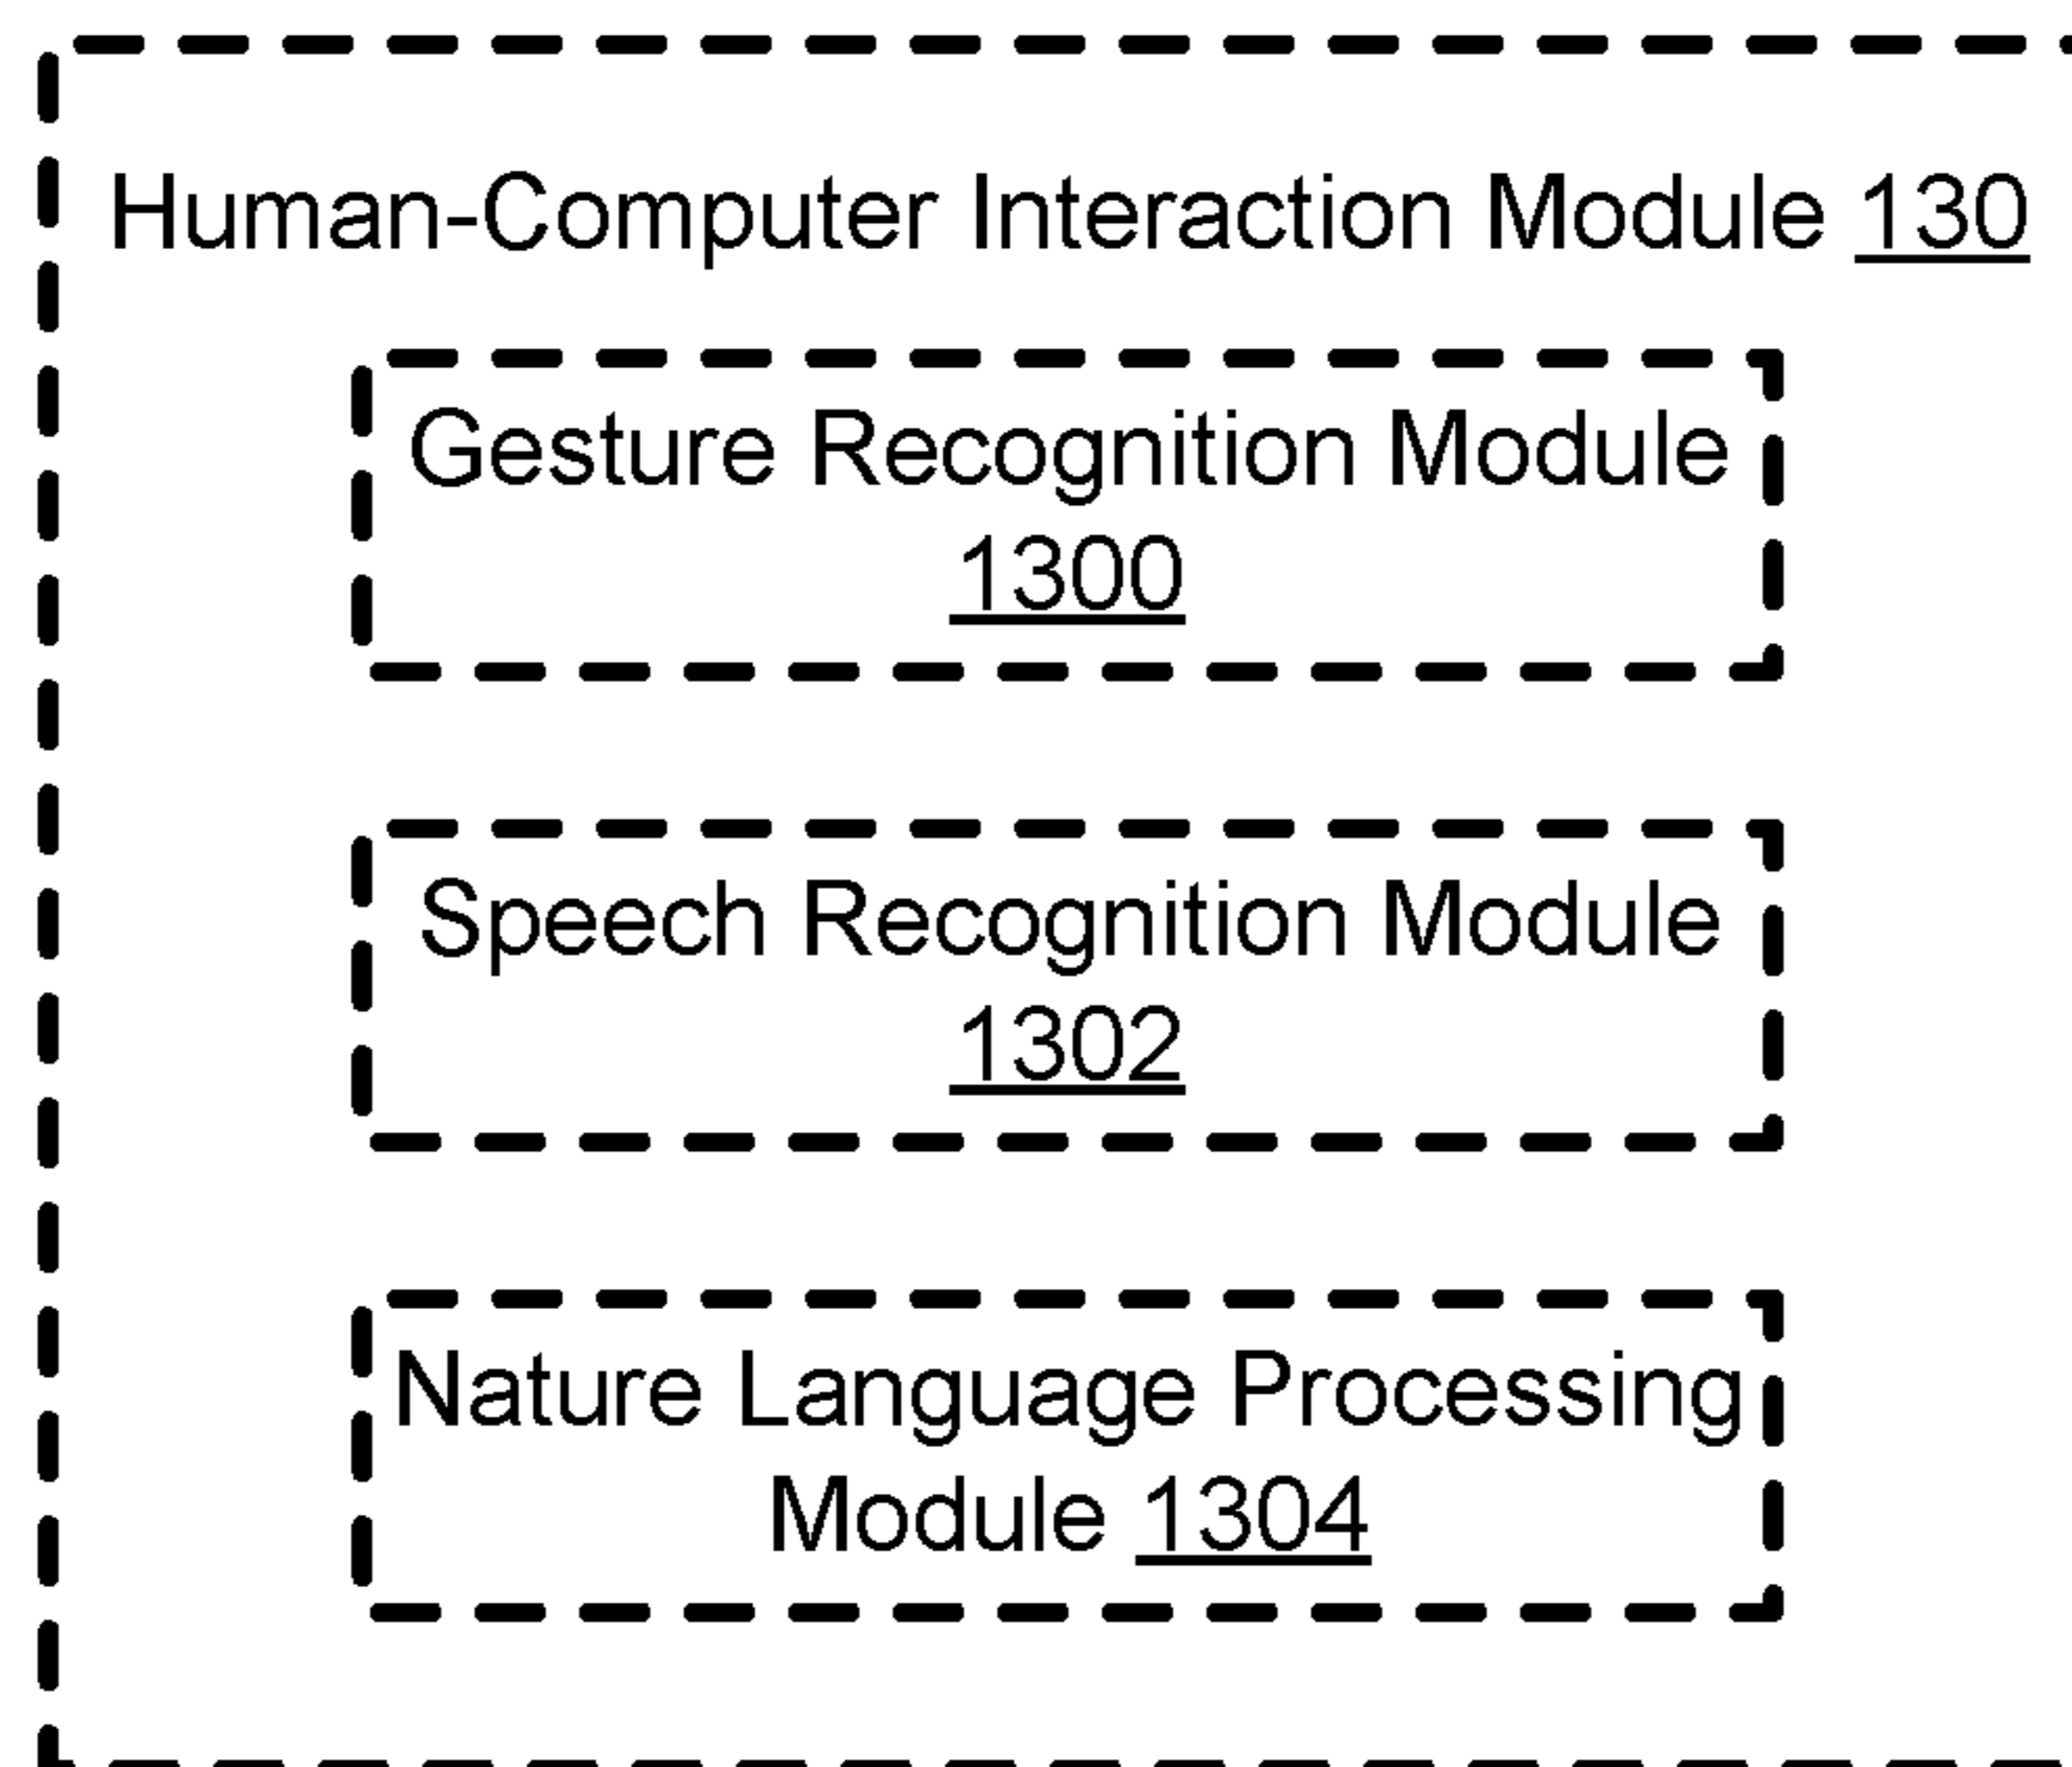 Human-Computer Interaction Module 130
Gesture Recognition Module
1300
Speech Recognition Module
1302
Nature Language Processing
Module 1304